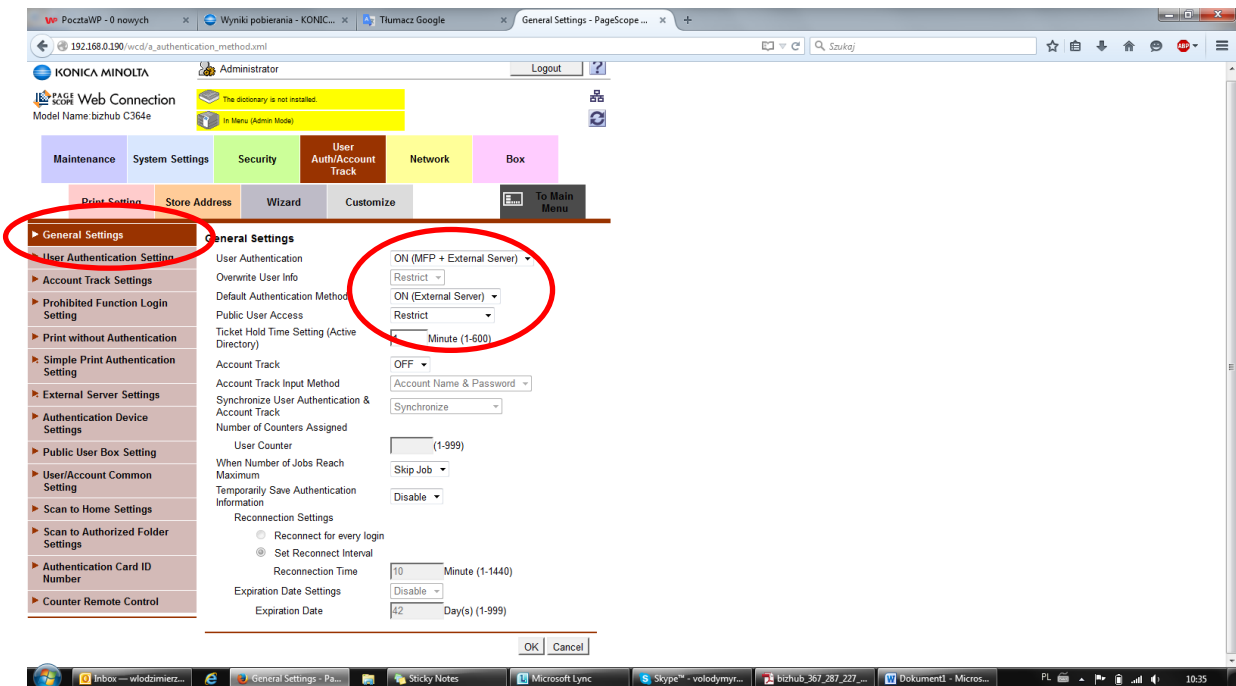 PocztaWP - 0 nowych
Wyniki pobierania - KONIC...
Tłumacz Google
General Settings - PageScope ...
192.168.0.190/wcd/a_authentication_method.xml
Szukaj
ABP
KONICA MINOLTA
Administrator
Logout
?
PAGE SCOPE Web Connection
The dictionary is not installed.
Model Name:bizhub C364e
In Menu (Admin Mode)
Maintenance
System Settings
Security
User Auth/Account Track
Network
Box
Print Setting
Store Address
Wizard
Customize
To Main Menu
General Settings
User Authentication Setting
Account Track Settings
Prohibited Function Login Setting
Print without Authentication
Simple Print Authentication Setting
External Server Settings
Authentication Device Settings
Public User Box Setting
User/Account Common Setting
Scan to Home Settings
Scan to Authorized Folder Settings
Authentication Card ID Number
Counter Remote Control
General Settings
User Authentication ON (MFP + External Server)
Overwrite User Info Restrict
Default Authentication Method ON (External Server)
Public User Access Restrict
Ticket Hold Time Setting (Active Directory) Minute (1-600)
Account Track OFF
Account Track Input Method Account Name & Password
Synchronize User Authentication & Account Track Synchronize
Number of Counters Assigned
User Counter (1-999)
When Number of Jobs Reach Maximum Skip Job
Temporarily Save Authentication Information Disable
Reconnection Settings
Reconnect for every login
Set Reconnect Interval
Reconnection Time 10 Minute (1-1440)
Expiration Date Settings Disable
Expiration Date 42 Day(s) (1-999)
OK Cancel
Inbox — wlodzimierz...
General Settings - Pa...
Sticky Notes
Microsoft Lync
Skype™ - volodymyr...
bizhub_367_287_227_...
Dokument1 - Micros...
PL
10:35